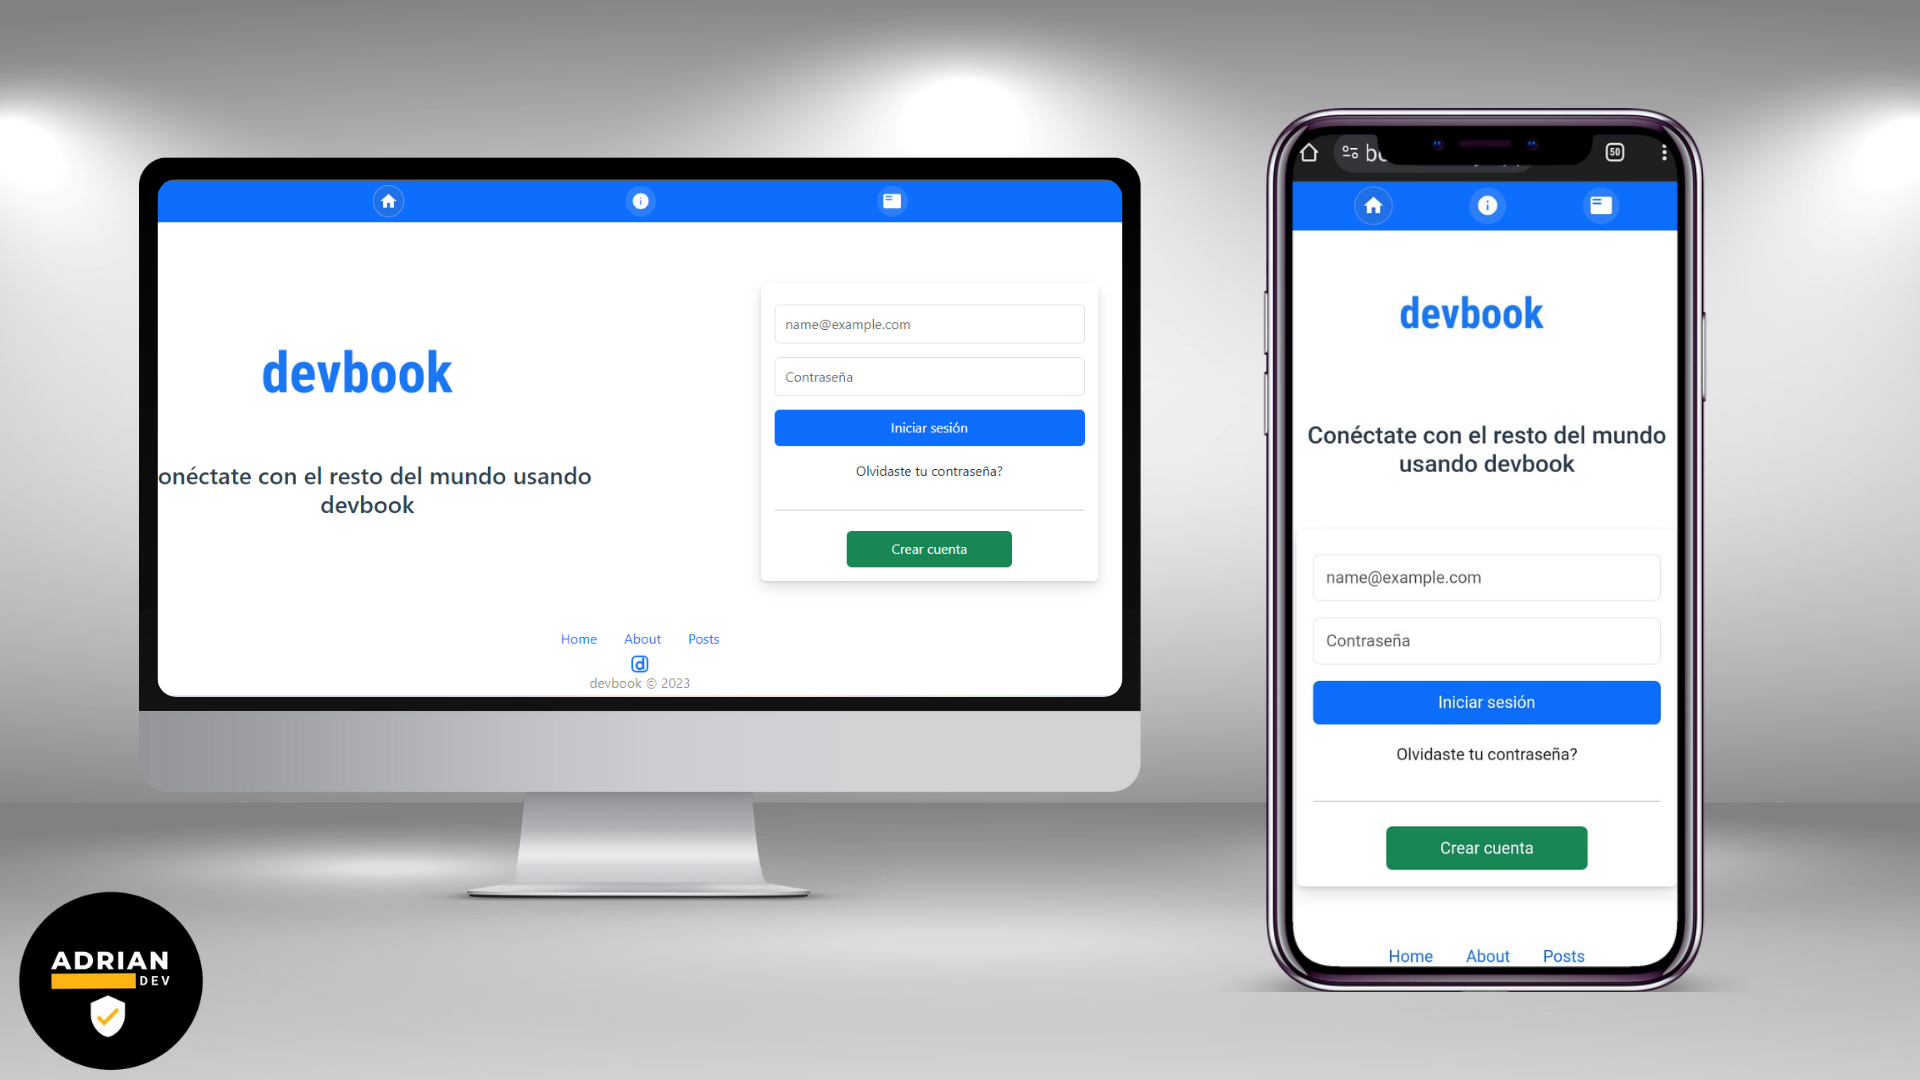 devbook
onéctate con el resto del mundo usando
devbook
name@example.com
Contraseña
Iniciar sesión
Olvidaste tu contraseña?
Crear cuenta
Home About Posts
d
devbook © 2023
50
devbook
Conéctate con el resto del mundo
usando devbook
name@example.com
Contraseña
Iniciar sesión
Olvidaste tu contraseña?
Crear cuenta
Home About Posts
ADRIAN
DEV